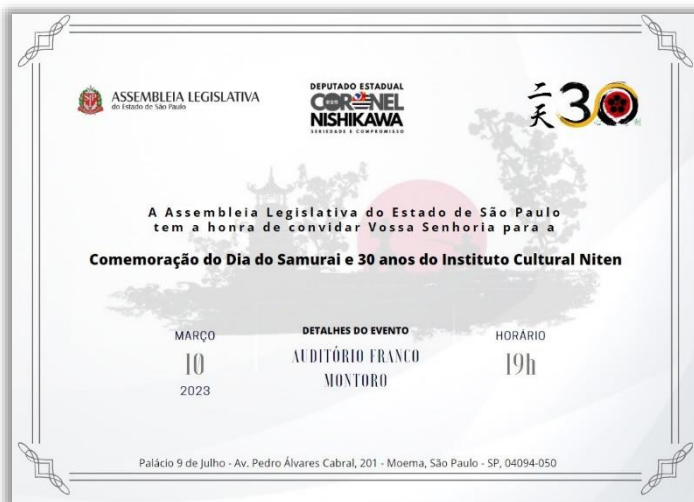 ASSEMBLEIA LEGISLATIVA
do Estado de São Paulo
DEPUTADO ESTADUAL
CORONEL
NISHIKAWA
SERIEDADE E COMPROMISSO
二天 30
A Assembleia Legislativa do Estado de São Paulo
tem a honra de convidar Vossa Senhoria para a
Comemoração do Dia do Samurai e 30 anos do Instituto Cultural Niten
MARÇO
10
2023
DETALHES DO EVENTO
AUDITÓRIO FRANCO
MONTORO
HORÁRIO
19h
Palácio 9 de Julho - Av. Pedro Álvares Cabral, 201 - Moema, São Paulo - SP, 04094-050